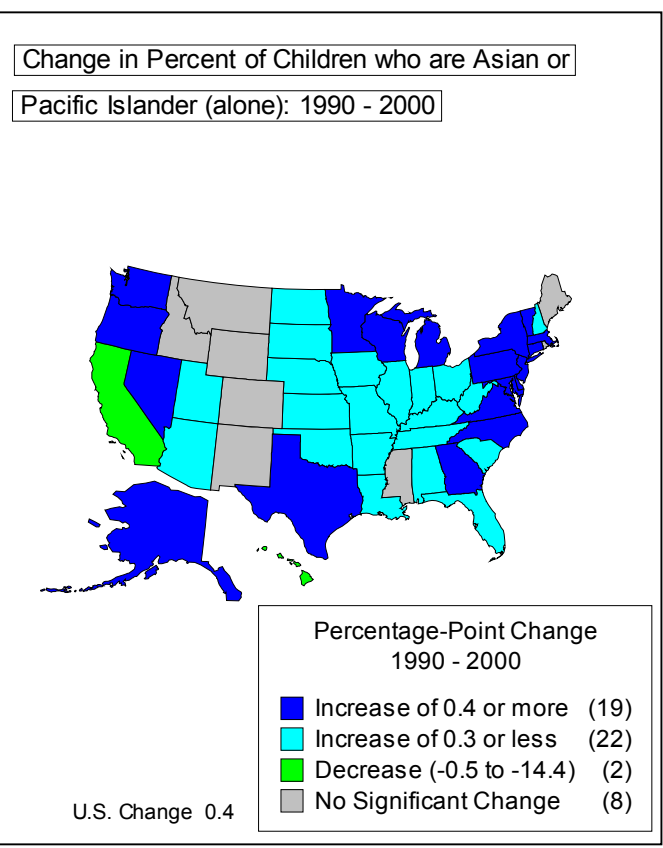 Change in Percent of Children who are Asian or
Pacific Islander (alone): 1990 - 2000
Percentage-Point Change
1990 - 2000
Increase of 0.4 or more (19)
Increase of 0.3 or less (22)
Decrease (-0.5 to -14.4) (2)
No Significant Change (8)
U.S. Change 0.4